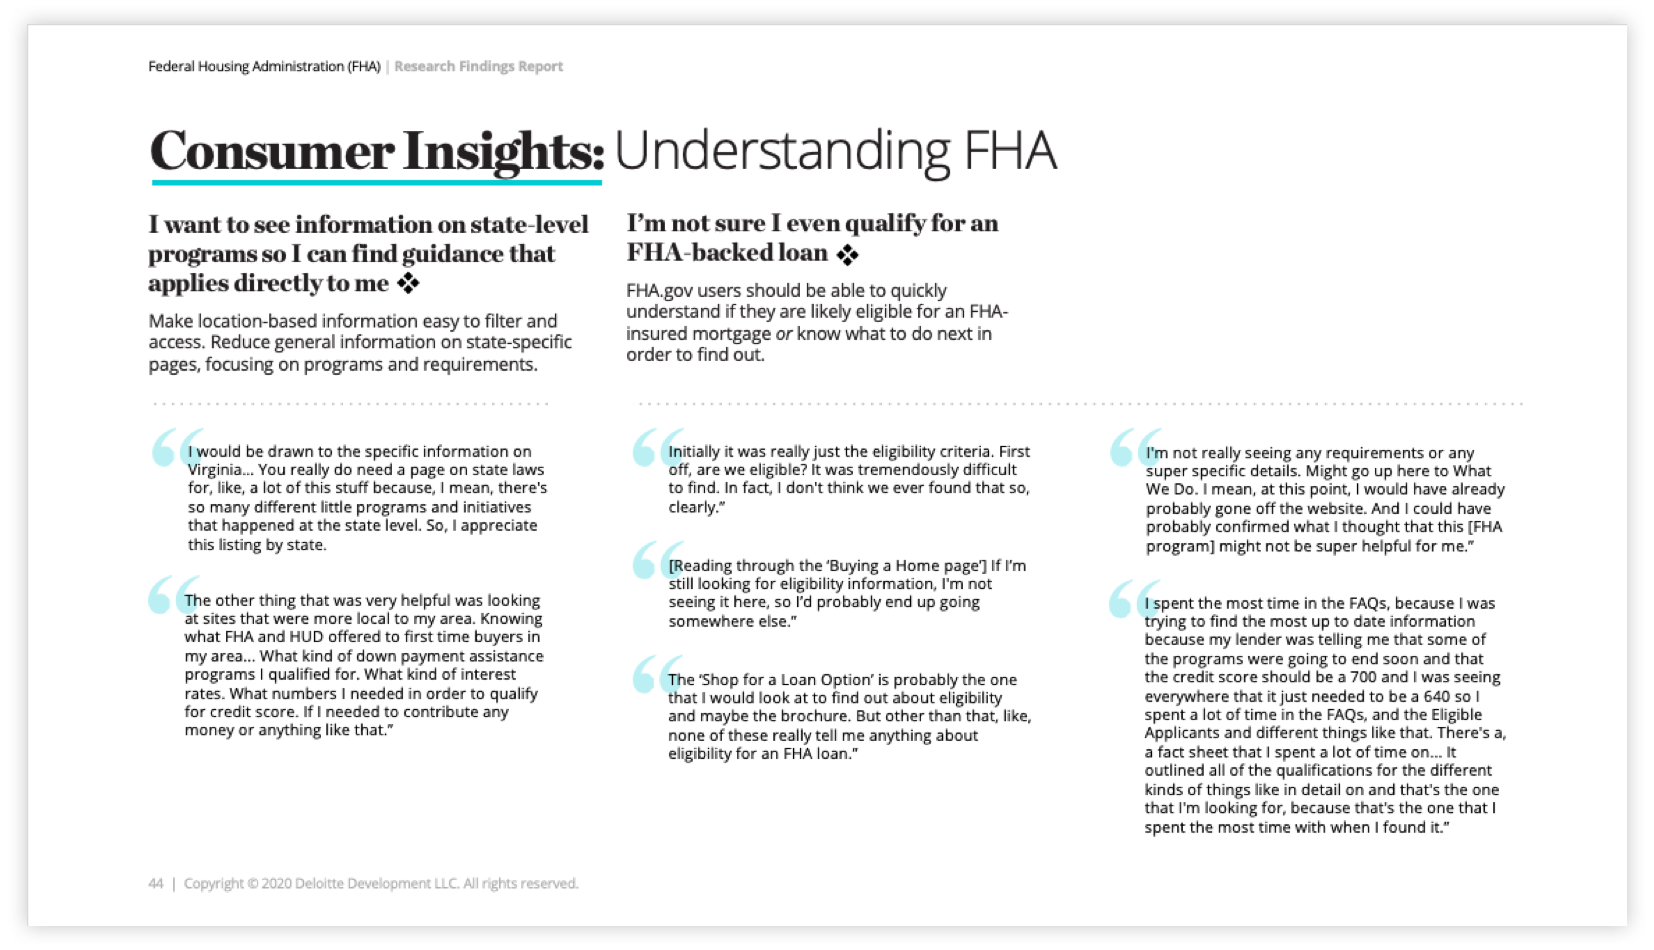 Federal Housing Administration (FHA) | Research Findings Report
Consumer Insights: Understanding FHA
I want to see information on state-level
programs so I can find guidance that
applies directly to me ❖
Make location-based information easy to filter and
access. Reduce general information on state-specific
pages, focusing on programs and requirements.
I’m not sure I even qualify for an
FHA-backed loan ❖
FHA.gov users should be able to quickly
understand if they are likely eligible for an FHA-
insured mortgage or know what to do next in
order to find out.
“I would be drawn to the specific information on
Virginia... You really do need a page on state laws
for, like, a lot of this stuff because, I mean, there's
so many different little programs and initiatives
that happened at the state level. So, I appreciate
this listing by state.
“The other thing that was very helpful was looking
at sites that were more local to my area. Knowing
what FHA and HUD offered to first time buyers in
my area... What kind of down payment assistance
programs I qualified for. What kind of interest
rates. What numbers I needed in order to qualify
for credit score. If I needed to contribute any
money or anything like that.”
“Initially it was really just the eligibility criteria. First
off, are we eligible? It was tremendously difficult
to find. In fact, I don't think we ever found that so,
clearly.”
“[Reading through the ‘Buying a Home page’] If I’m
still looking for eligibility information, I'm not
seeing it here, so I’d probably end up going
somewhere else.”
“The ‘Shop for a Loan Option’ is probably the one
that I would look at to find out about eligibility
and maybe the brochure. But other than that, like,
none of these really tell me anything about
eligibility for an FHA loan.”
“I'm not really seeing any requirements or any
super specific details. Might go up here to What
We Do. I mean, at this point, I would have already
probably gone off the website. And I could have
probably confirmed what I thought that this [FHA
program] might not be super helpful for me.”
“I spent the most time in the FAQs, because I was
trying to find the most up to date information
because my lender was telling me that some of
the programs were going to end soon and that
the credit score should be a 700 and I was seeing
everywhere that it just needed to be a 640 so I
spent a lot of time in the FAQs, and the Eligible
Applicants and different things like that. There's a,
a fact sheet that I spent a lot of time on... It
outlined all of the qualifications for the different
kinds of things like in detail on and that's the one
that I'm looking for, because that's the one that I
spent the most time with when I found it.”
44 | Copyright © 2020 Deloitte Development LLC. All rights reserved.